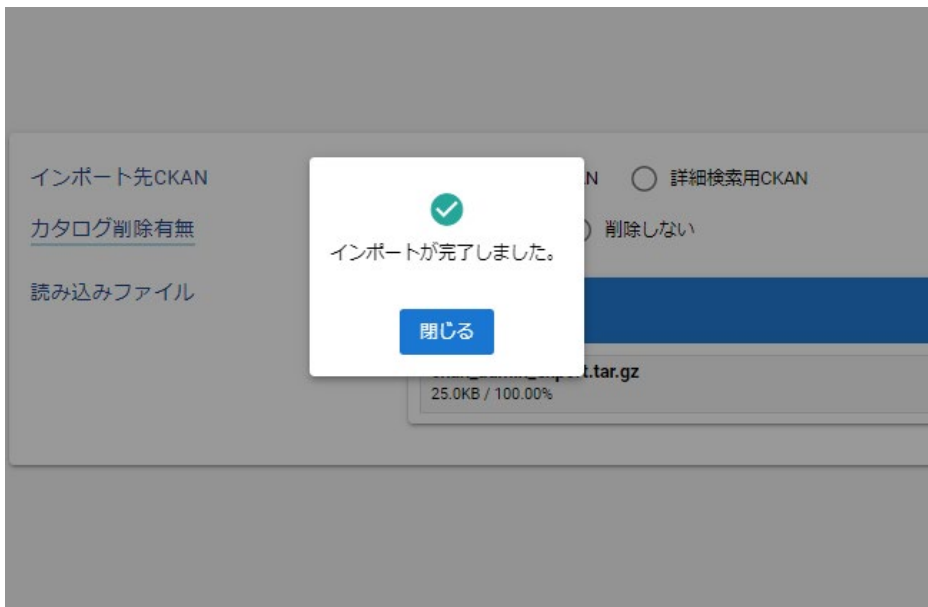 インポート先CKAN
詳細検索用CKAN
カタログ削除有無
削除しない
インポートが完了しました。
読み込みファイル
閉じる
25.0KB / 100.00%